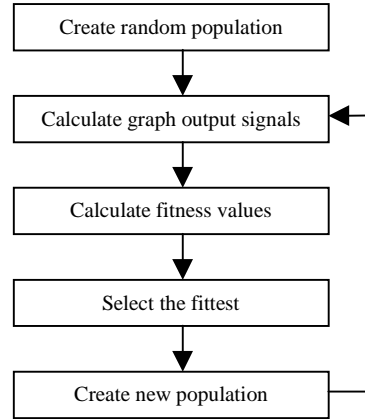 Create random population
Calculate graph output signals
Calculate fitness values
Select the fittest
Create new population